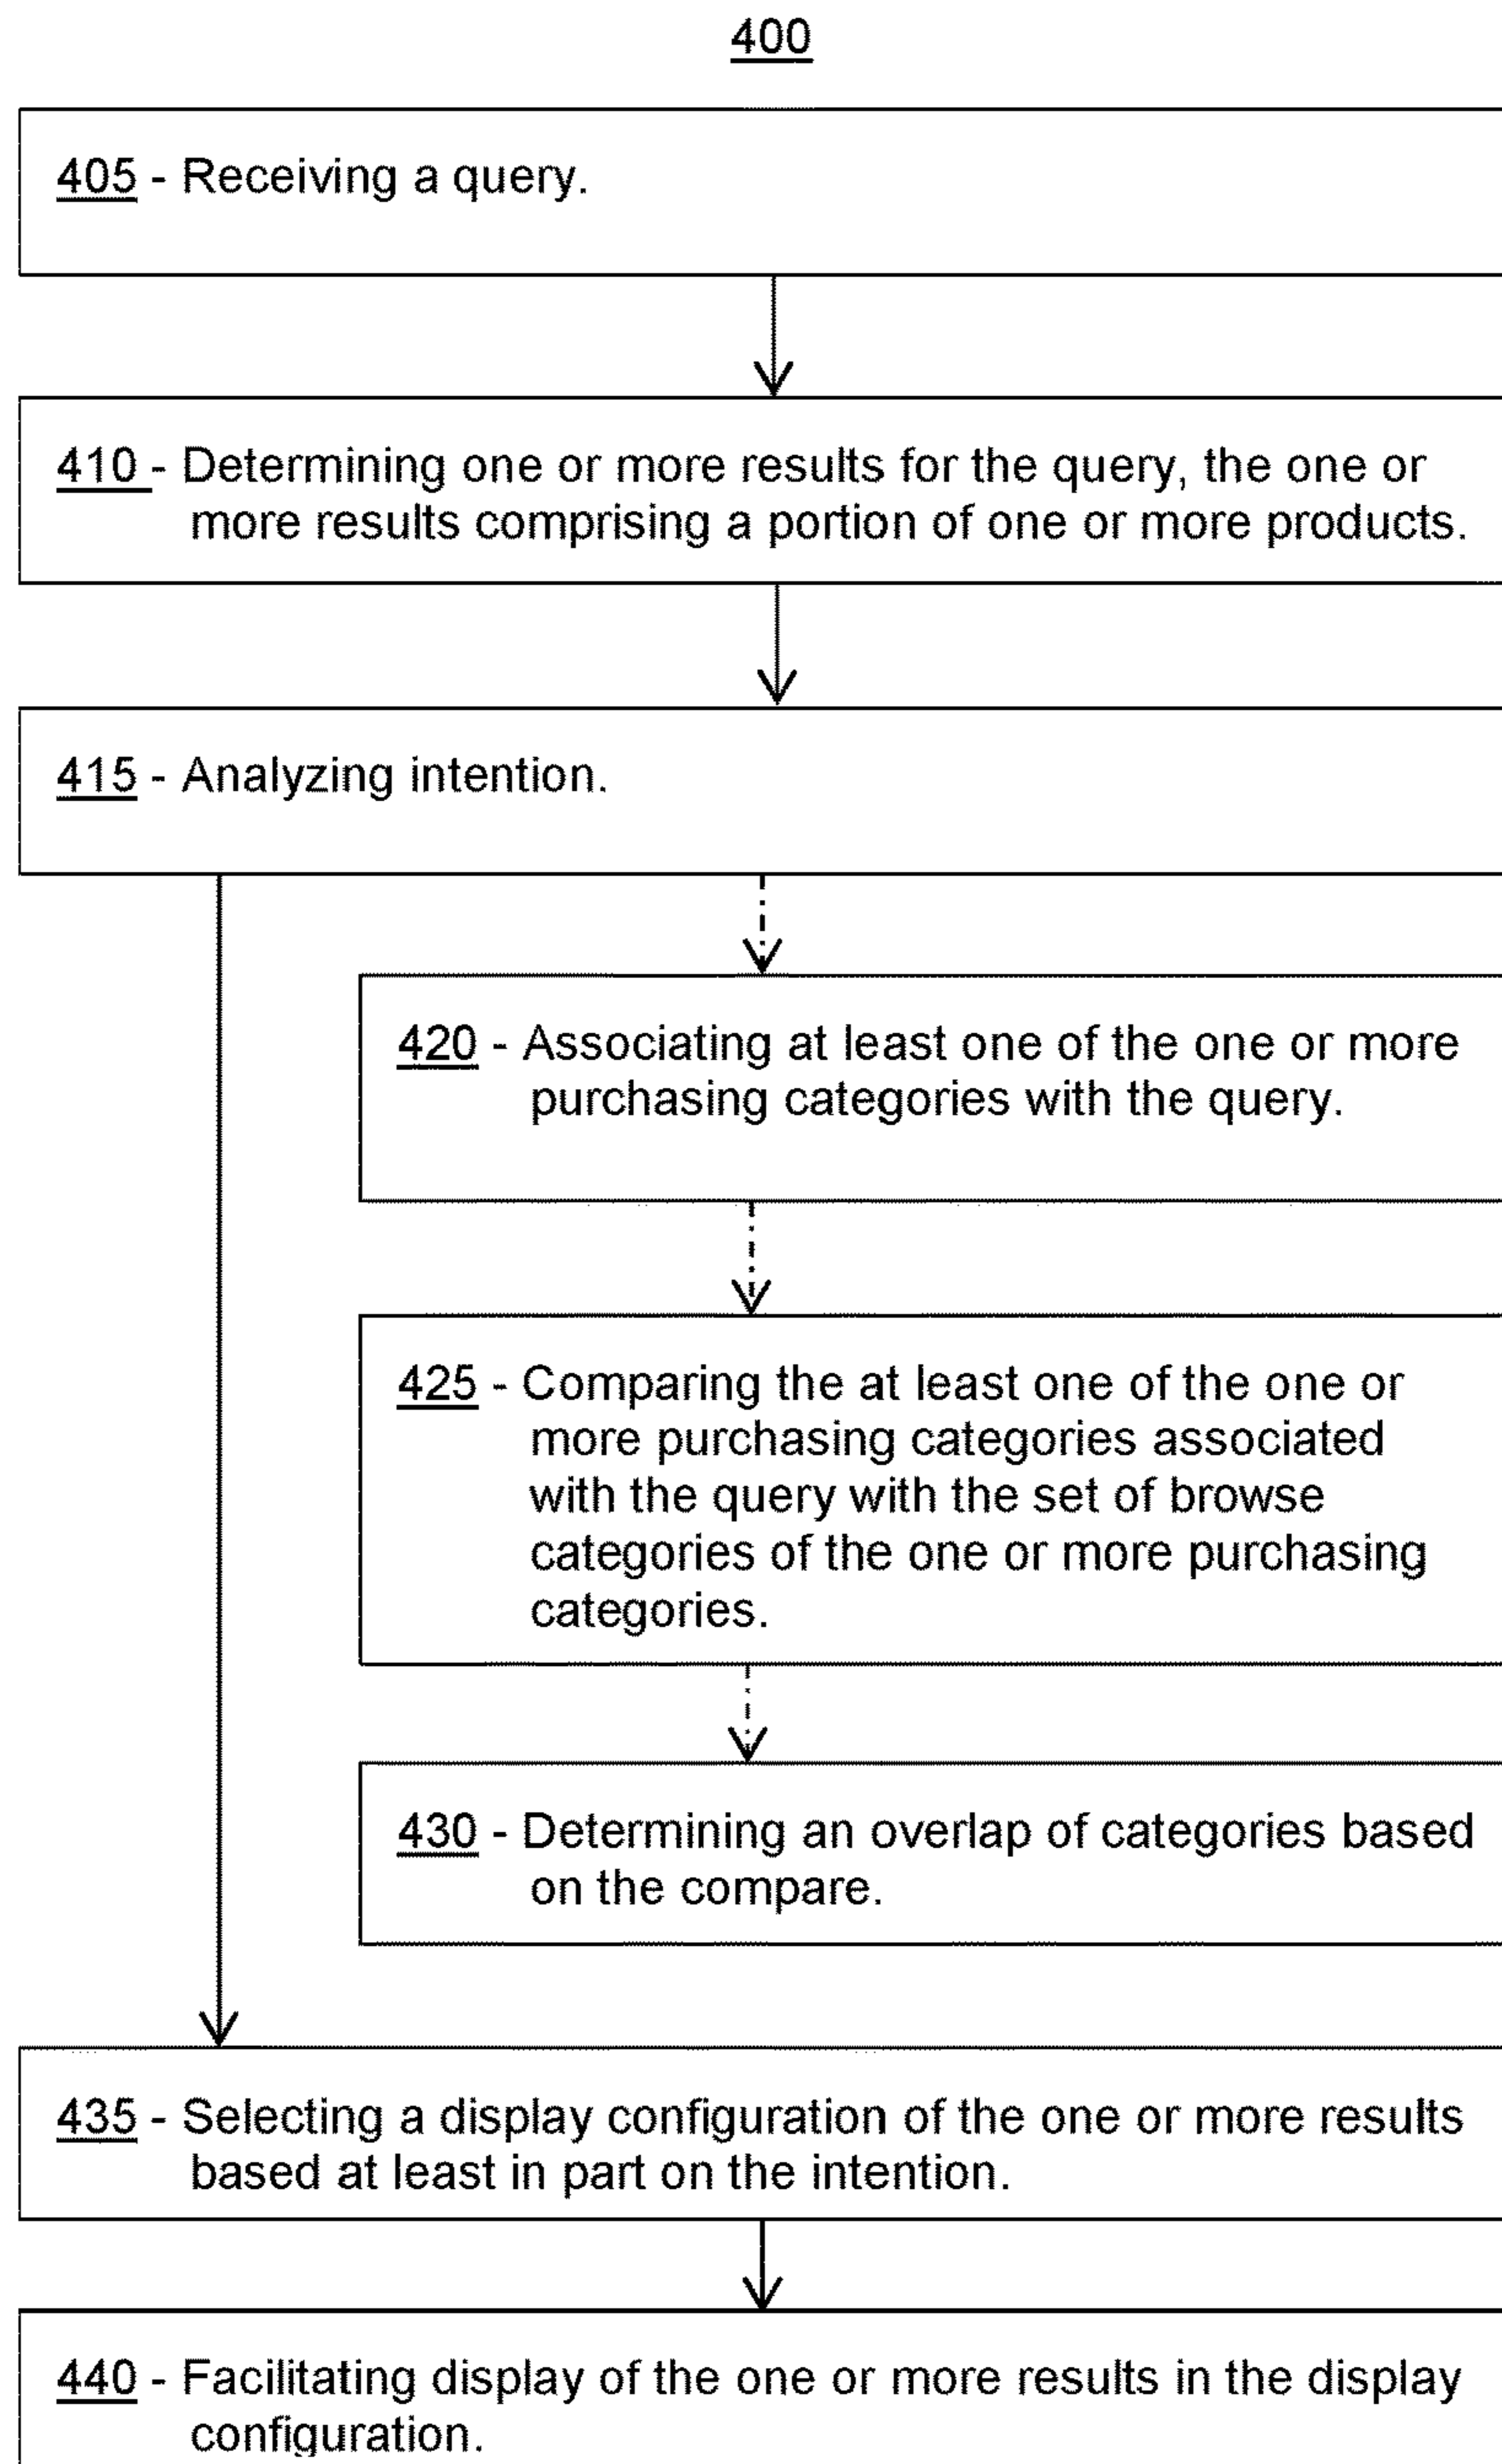 400
405 - Receiving a query.
410 - Determining one or more results for the query, the one or
more results comprising a portion of one or more products.
415 - Analyzing intention.
420 - Associating at least one of the one or more
purchasing categories with the query.
425 - Comparing the at least one of the one or
more purchasing categories associated
with the query with the set of browse
categories of the one or more purchasing
categories.
430 - Determining an overlap of categories based
on the compare.
435 - Selecting a display configuration of the one or more results
based at least in part on the intention.
440 - Facilitating display of the one or more results in the display
configuration.